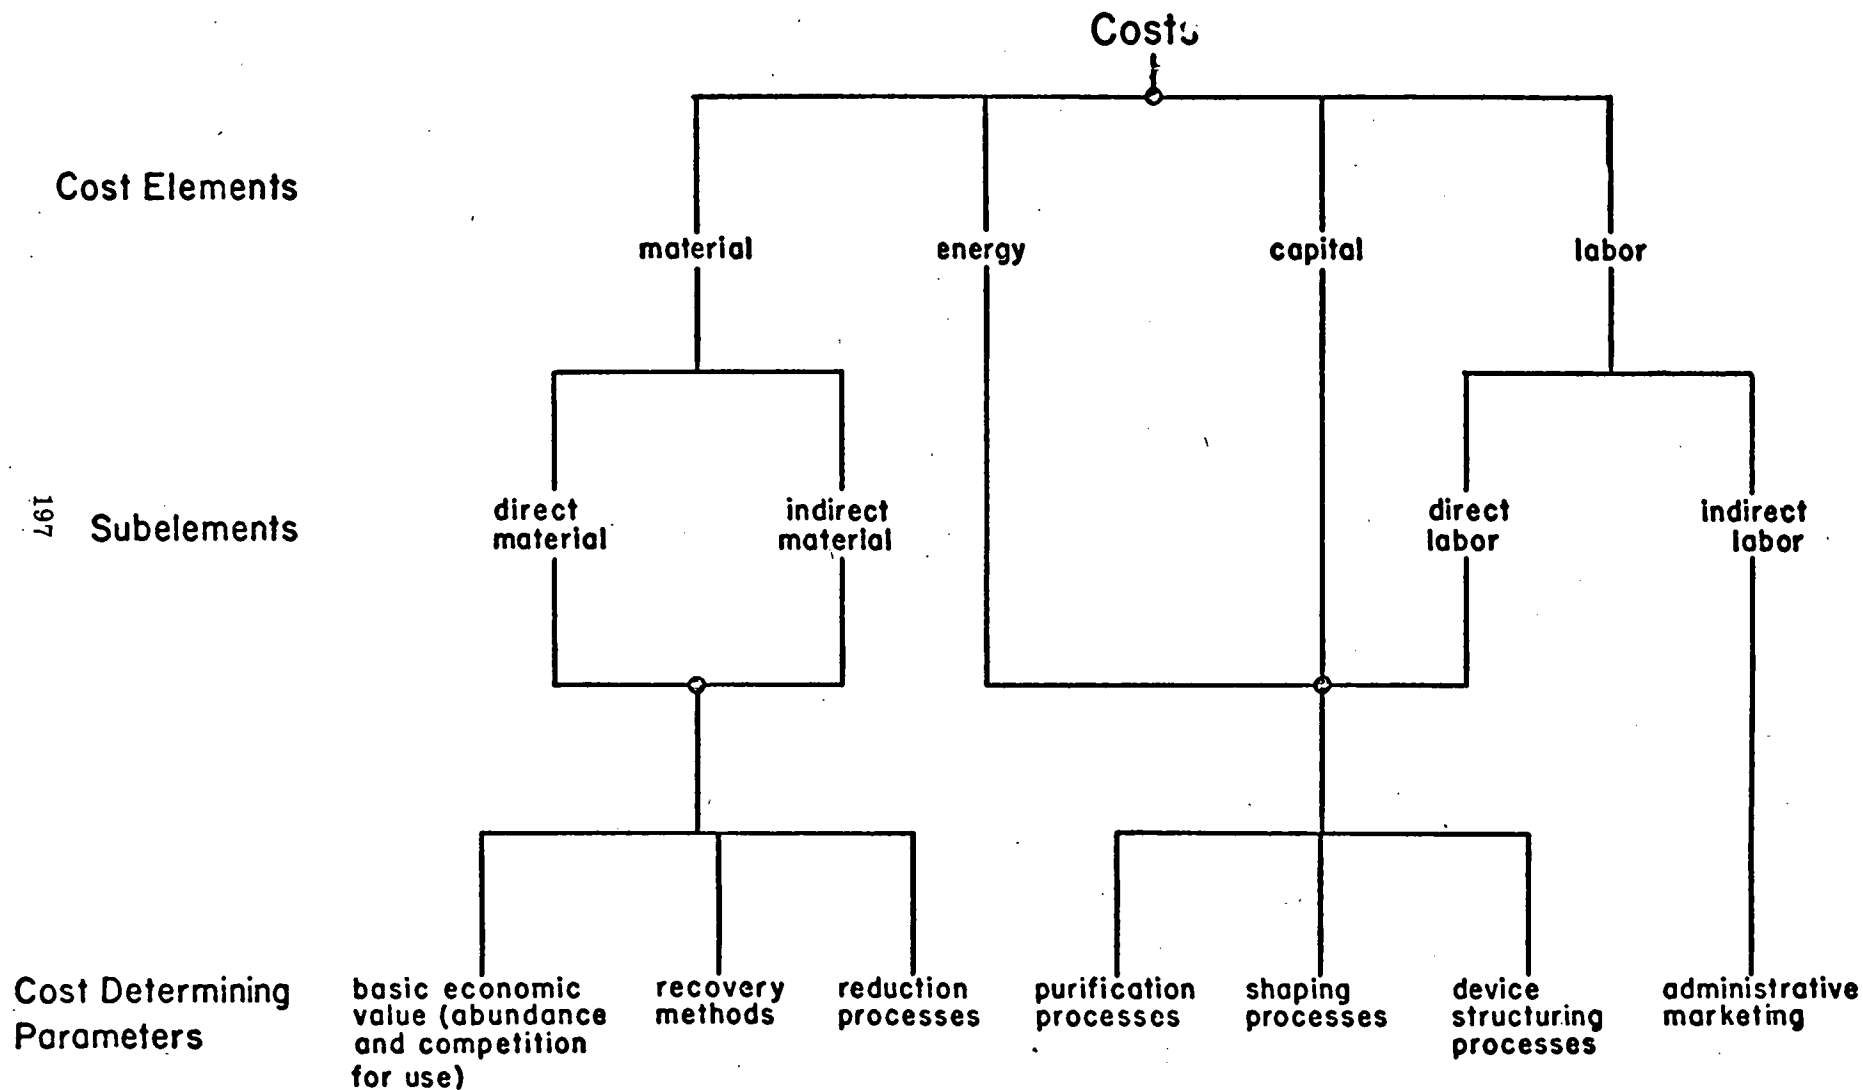 Costs
Cost Elements
material
energy
capital
labor
197
Subelements
direct
material
indirect
material
direct
labor
indirect
labor
Cost Determining
Parameters
basic economic
value (abundance
and competition
for use)
recovery
methods
reduction
processes
purification
processes
shaping
processes
device
structuring
processes
administrative
marketing